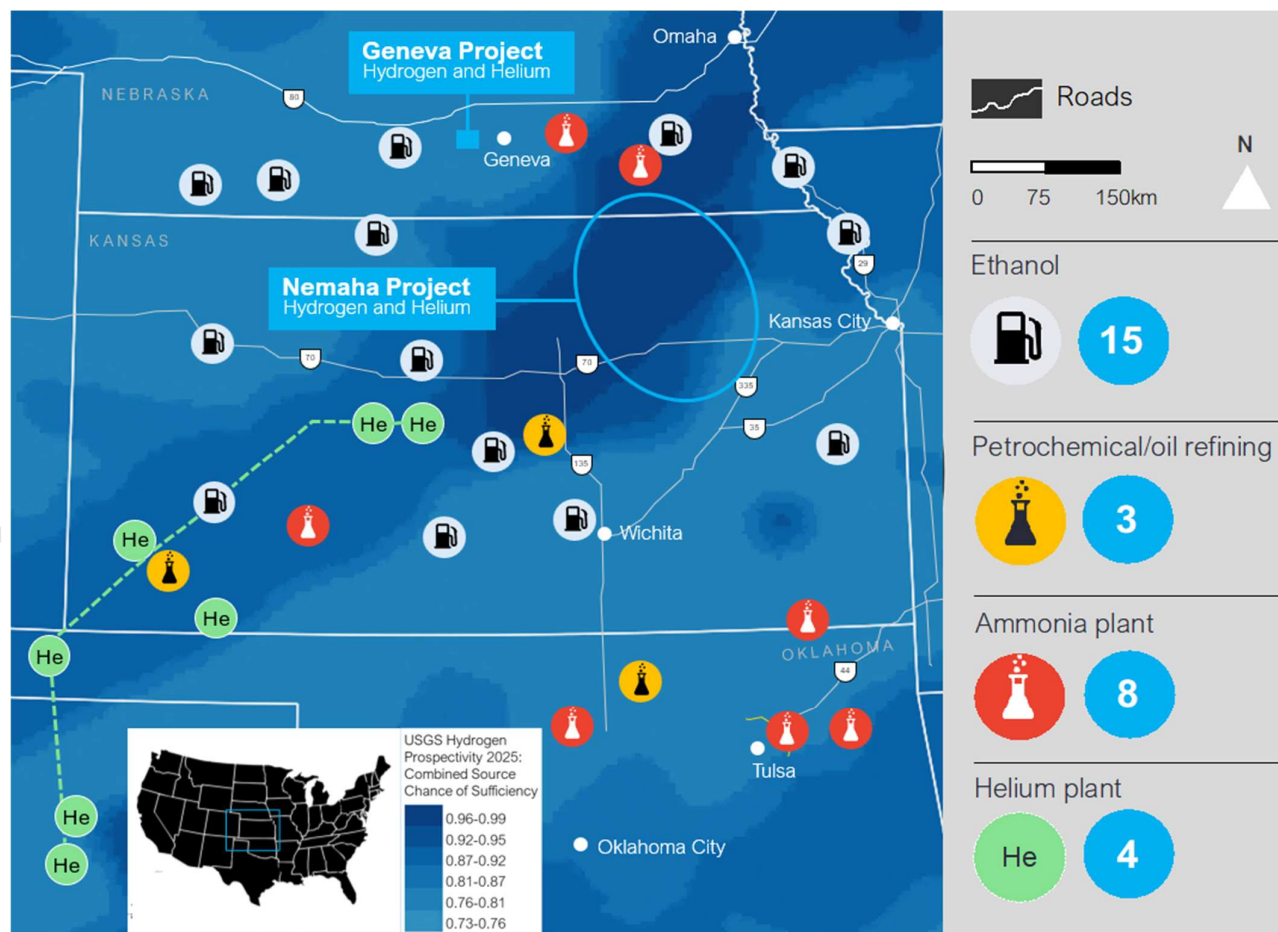 Omaha
Geneva Project
Hydrogen and Helium
NEBRASKA
80
Geneva
KANSAS
Nemaha Project
Hydrogen and Helium
29
Kansas City
70
70
335
35
He
He
135
Wichita
He
He
He
OKLAHOMA
44
Tulsa
He
He
Oklahoma City
USGS Hydrogen
Prospectivity 2025:
Combined Source
Chance of Sufficiency
0.96-0.99
0.92-0.95
0.87-0.92
0.81-0.87
0.76-0.81
0.73-0.76
Roads
N
0 75 150km
Ethanol
15
Petrochemical/oil refining
3
Ammonia plant
8
Helium plant
He
4